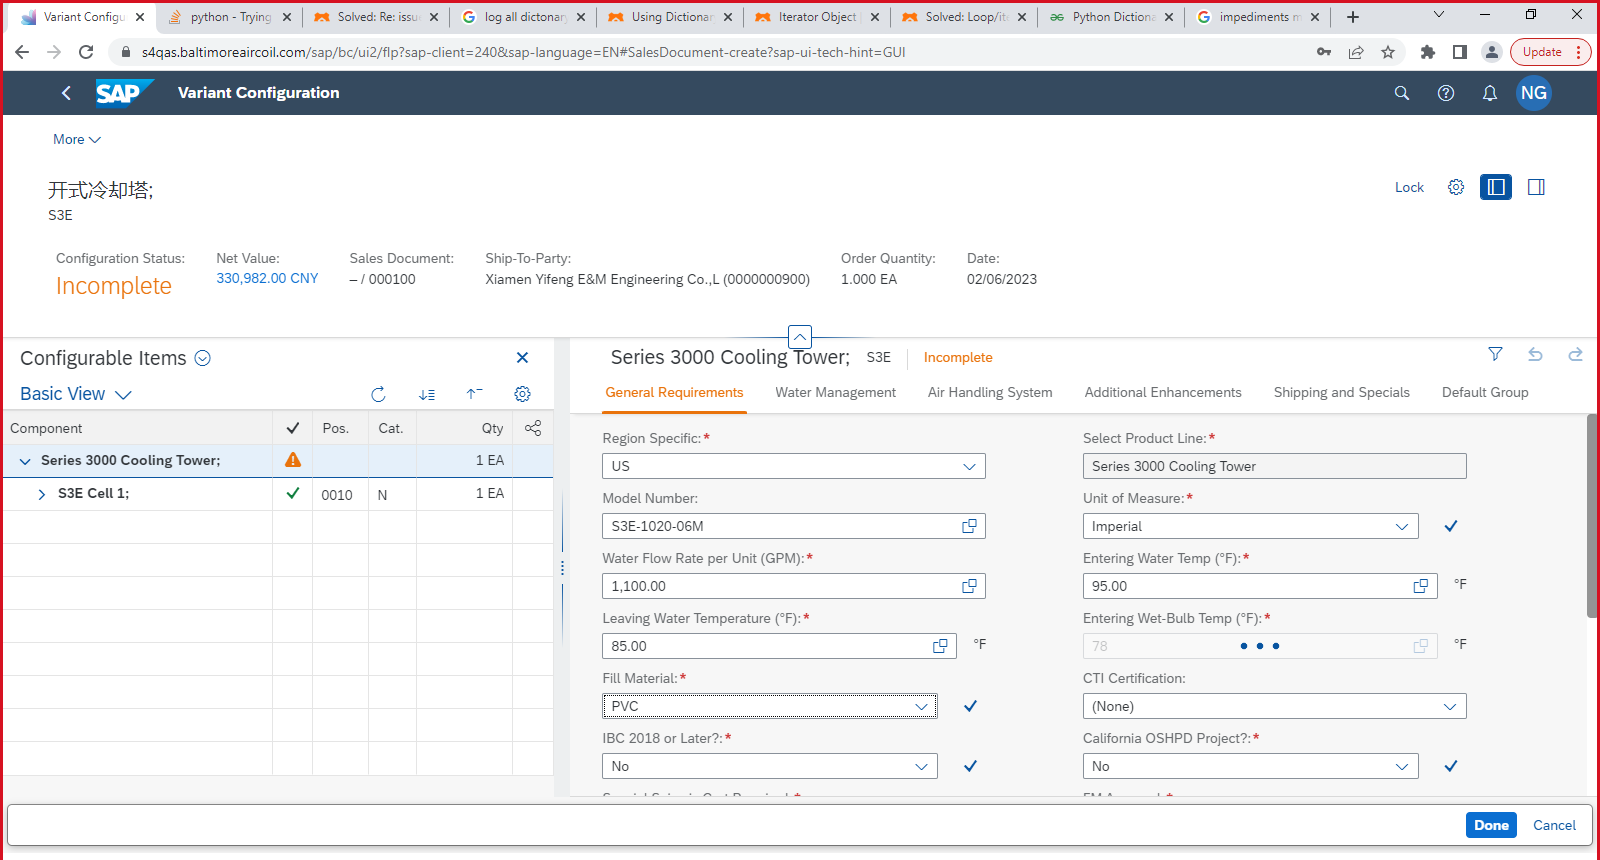 Variant Configu
python - Trying
Solved: Re: issue
log all dictonary
Using Dictionar
Iterator Object
Solved: Loop/ite
Python Dictiona
impediments m
s4qas.baltimoreaircoil.com/sap/bc/ui2/flp?sap-client=240&sap-language=EN#SalesDocument-create?sap-ui-tech-hint=GUI
Update
SAP
Variant Configuration
NG
More
开式冷却塔;
S3E
Lock
Configuration Status:
Incomplete
Net Value:
330,982.00 CNY
Sales Document:
– / 000100
Ship-To-Party:
Xiamen Yifeng E&M Engineering Co.,L (0000000900)
Order Quantity:
1.000 EA
Date:
02/06/2023
Configurable Items
Basic View
Component Pos. Cat. Qty
Series 3000 Cooling Tower; 1 EA
S3E Cell 1; 0010 N 1 EA
Series 3000 Cooling Tower; S3E Incomplete
General Requirements Water Management Air Handling System Additional Enhancements Shipping and Specials Default Group
Region Specific:*
US
Select Product Line:*
Series 3000 Cooling Tower
Model Number:
S3E-1020-06M
Unit of Measure:*
Imperial
Water Flow Rate per Unit (GPM):*
1,100.00
Entering Water Temp (°F):*
95.00 °F
Leaving Water Temperature (°F):*
85.00 °F
Entering Wet-Bulb Temp (°F):*
78 °F
Fill Material:*
PVC
CTI Certification:
(None)
IBC 2018 or Later?:*
No
California OSHPD Project?:*
No
Done
Cancel